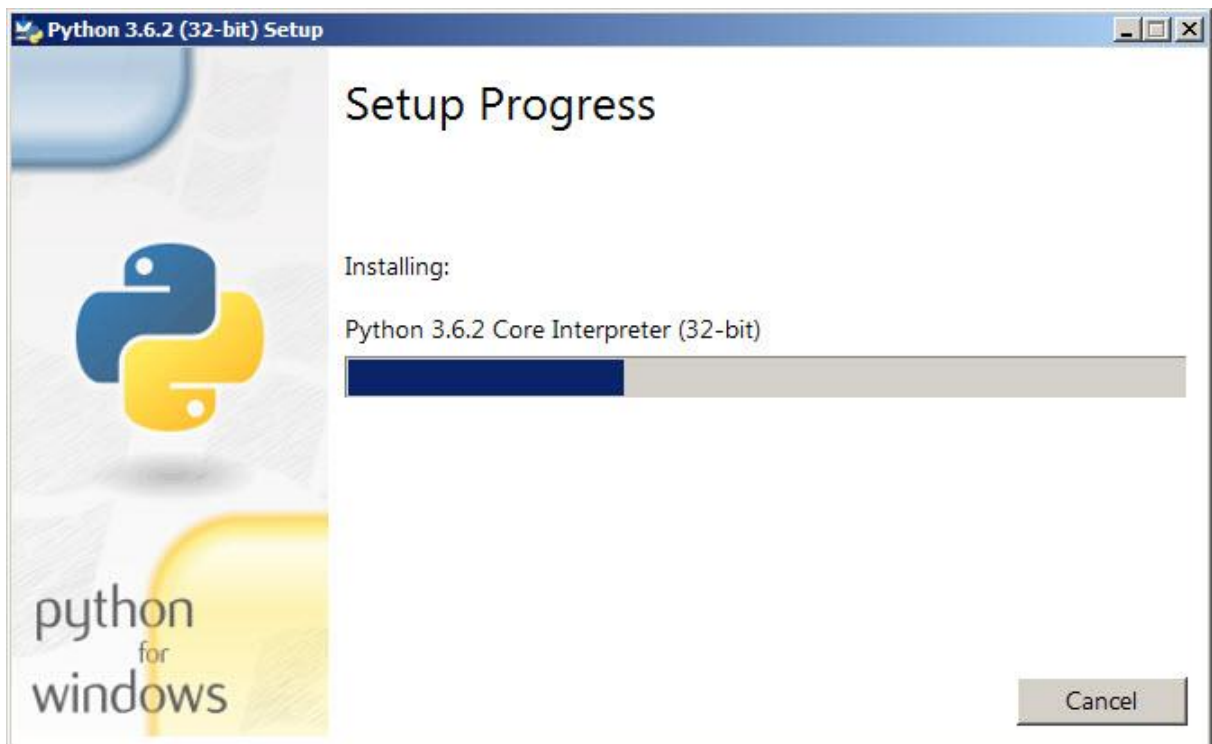 Python 3.6.2 (32-bit) Setup
Setup Progress
Installing:
Python 3.6.2 Core Interpreter (32-bit)
python
for
windows
Cancel